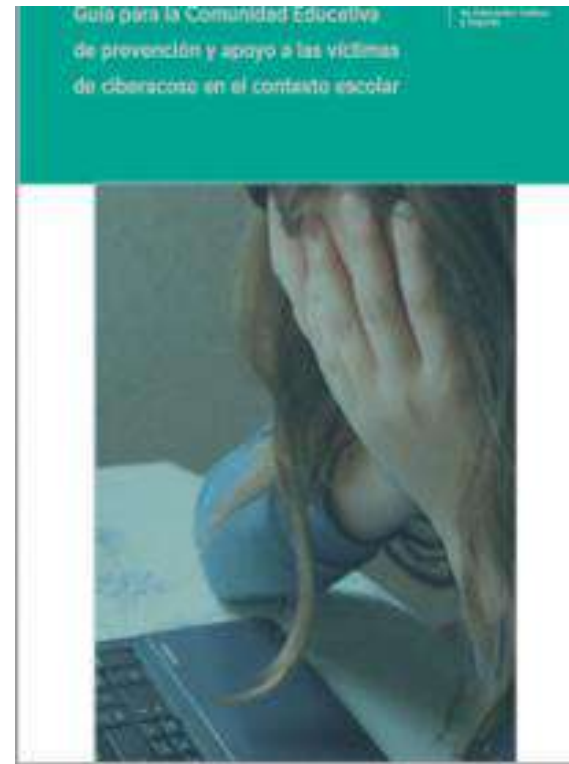 Guía para la Comunidad Educativa
de prevención y apoyo a las víctimas
de ciberacoso en el contexto escolar